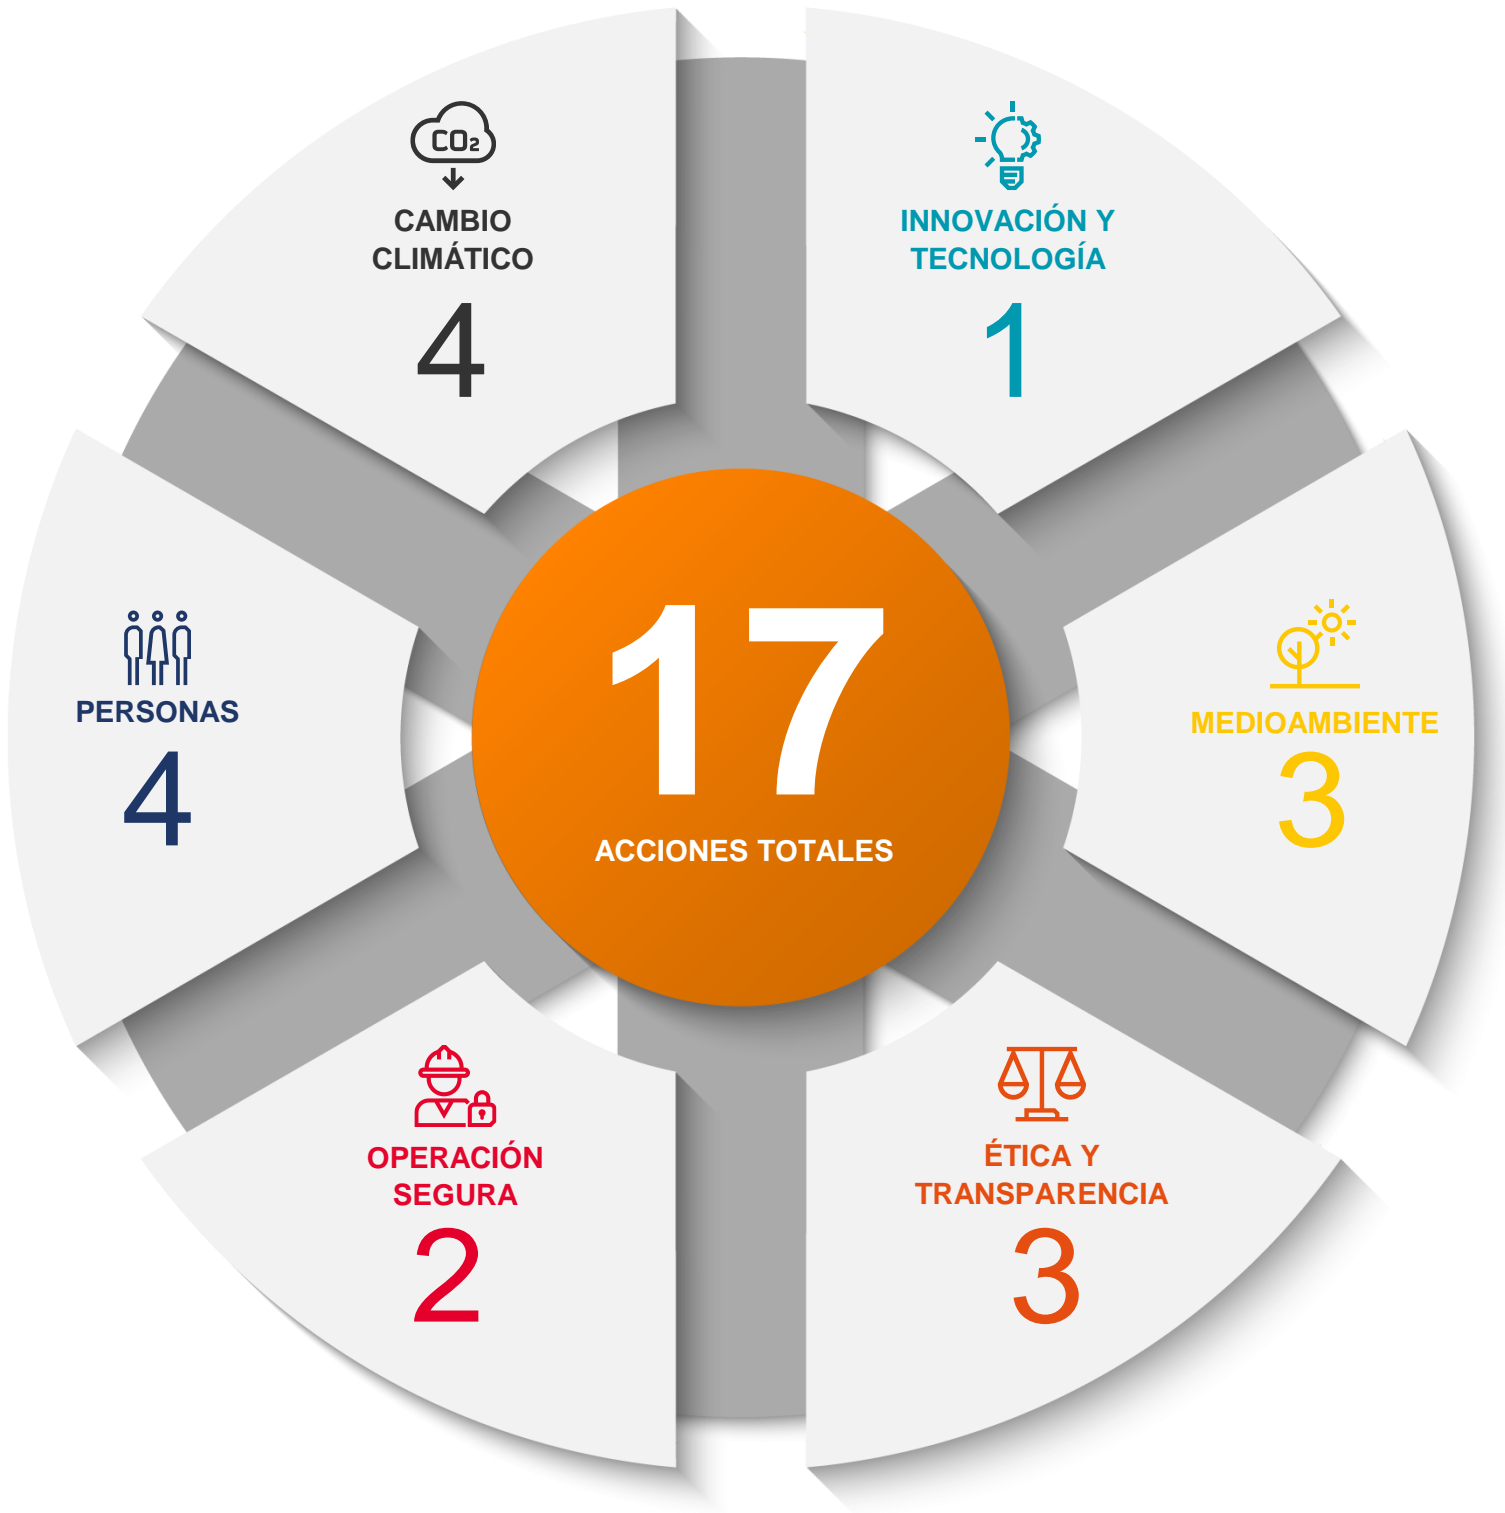 CO₂
CAMBIO
CLIMÁTICO
4
INNOVACIÓN Y
TECNOLOGÍA
1
PERSONAS
4
17
ACCIONES TOTALES
MEDIOAMBIENTE
3
OPERACIÓN
SEGURA
2
ÉTICA Y
TRANSPARENCIA
3